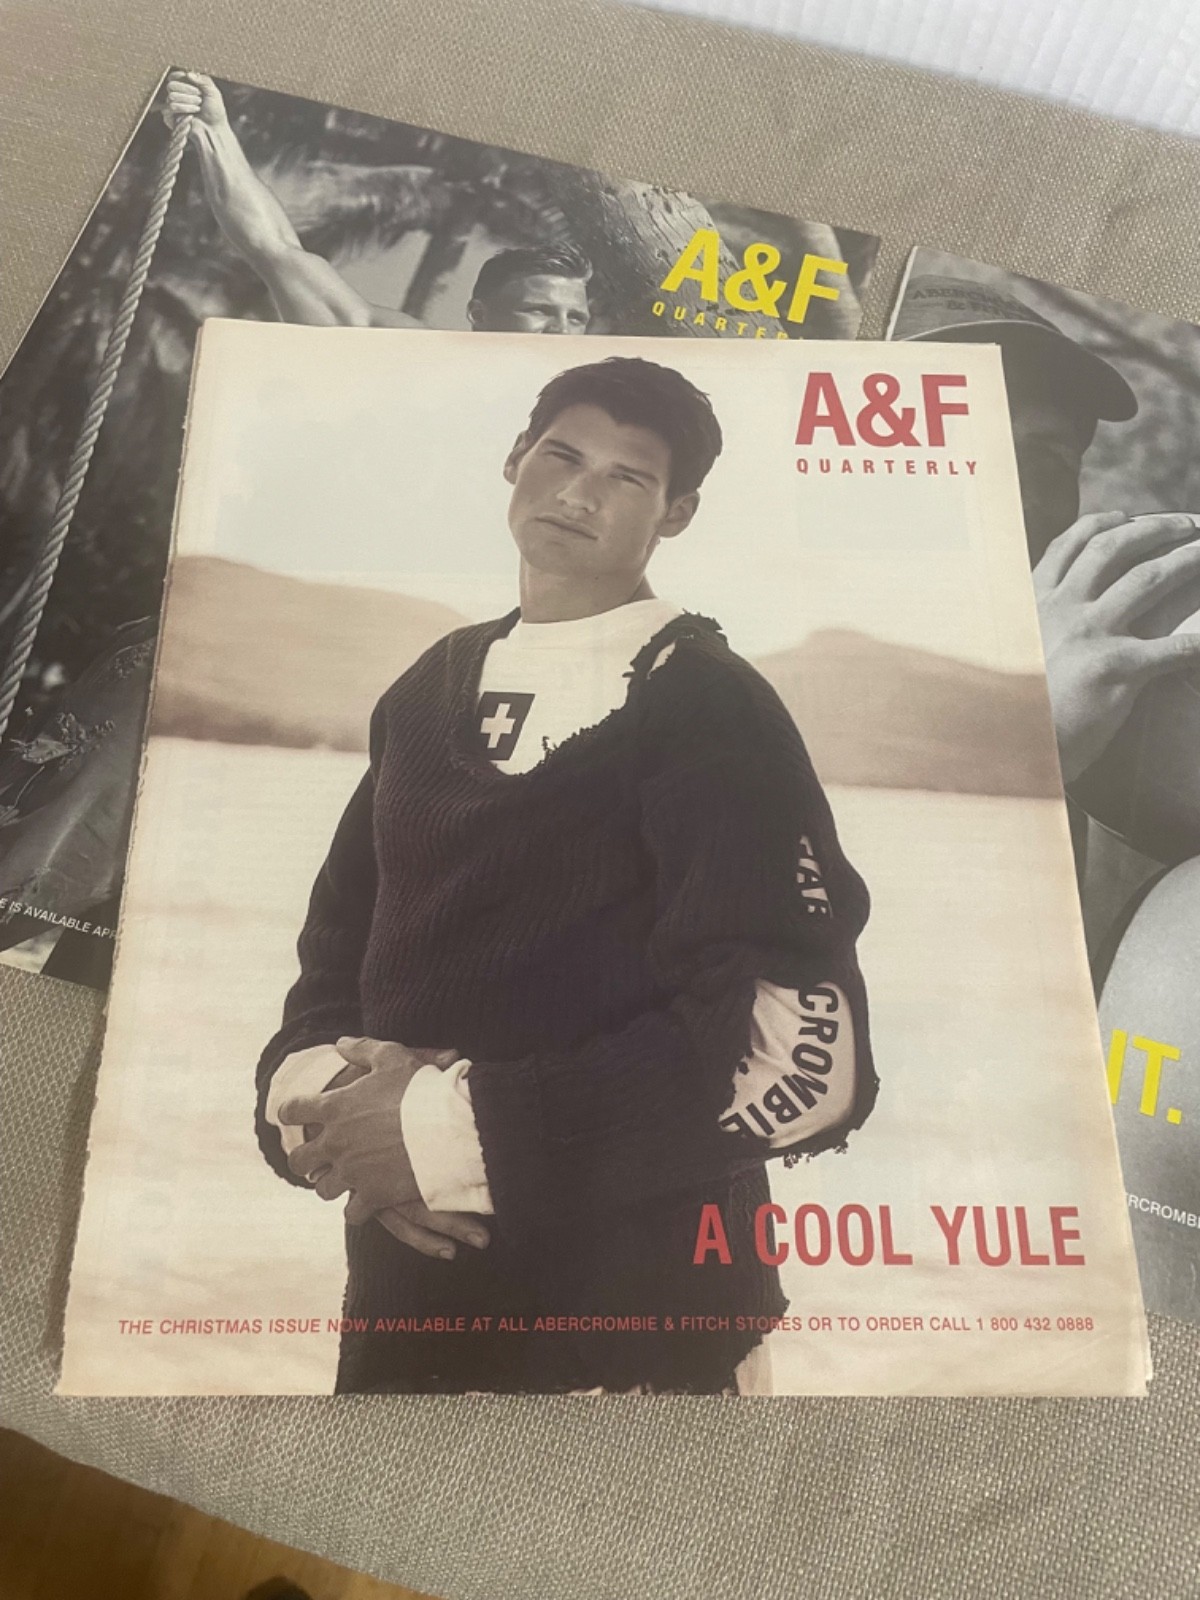 A&F
QUARTERLY
A&F
QUARTERLY
CROMBIE
A COOL YULE
THE CHRISTMAS ISSUE NOW AVAILABLE AT ALL ABERCROMBIE & FITCH STORES OR TO ORDER CALL 1 800 432 0888
IS AVAILABLE
IT.